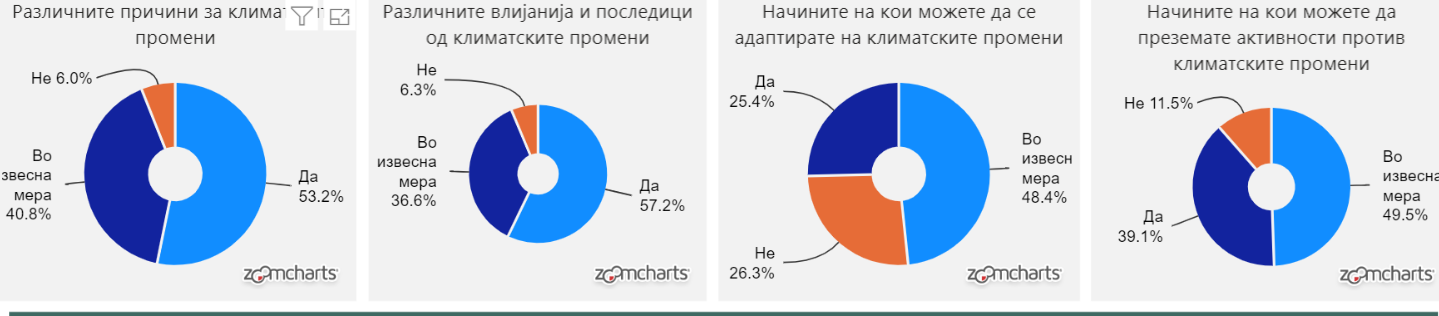 Различните причини за
промени
Не 6.0%
Во
звесна
мера
40.8%
Да
53.2%
zoomcharts
Различните влијанија и последици
од климатските промени
Не
6.3%
Во
извесна
мера
36.6%
Да
57.2%
zoomcharts
Начините на кои можете да се
адаптирате на климатските промени
Да
25.4%
Во
извесн
мера
48.4%
Не
26.3%
zoomcharts
Начините на кои можете да
преземате активности против
климатските промени
Не 11.5%
Во
извесна
мера
49.5%
Да
39.1%
zoomcharts